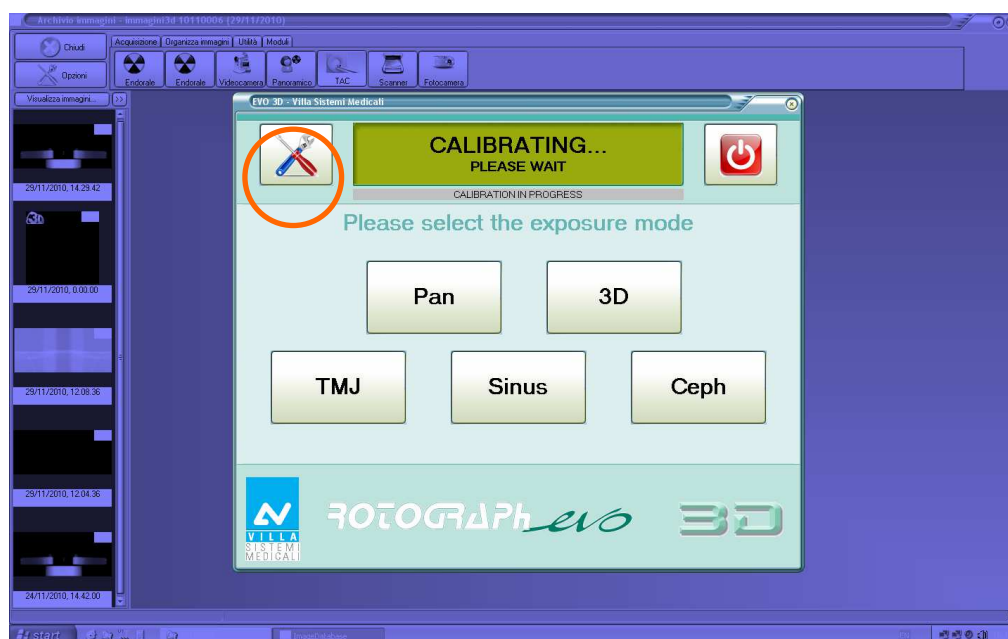 Archivio immagini - immagini3d 10110006 (29/11/2010)
Chiudi
Opzioni
Acquisizione Organizza immagini Utilità Moduli
Endorale Endorale Videocamera Panoramico TAC Scanner Fotocamera
Visualizza immagini... >>
29/11/2010, 14.29.42
3D
29/11/2010, 0.00.00
29/11/2010, 12.08.36
29/11/2010, 12.04.36
24/11/2010, 14.42.00
EVO 3D - Villa Sistemi Medicali
CALIBRATING...
PLEASE WAIT
CALIBRATION IN PROGRESS
Please select the exposure mode
Pan 3D
TMJ Sinus Ceph
VILLA
SISTEMI
MEDICALI
ROTOGRAPH evo 3D
start ImageDatabase